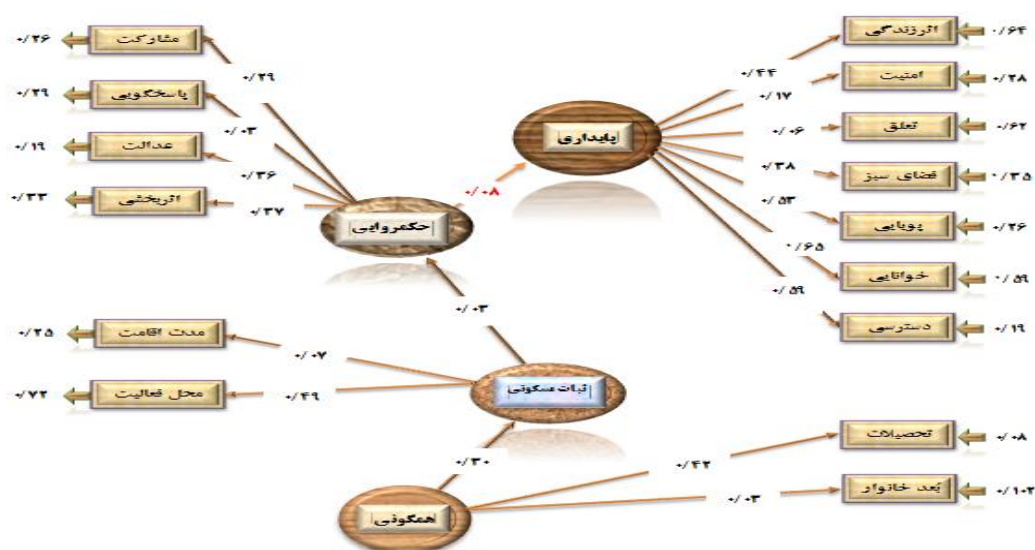 مشارکت
۰/۲۶
۰/۲۹
پاسخگویی
۰/۲۹
۰/۰۳
عدالت
۰/۱۹
۰/۳۶
اثربخشی
۰/۳۳
۰/۳۷
حکمروایی
۰/۰۸
پایداری
اثرزندگی
۰/۶۴
۰/۴۴
امنیت
۰/۲۸
۰/۱۷
تعلق
۰/۶۲
۰/۰۶
فضای سبز
۰/۳۵
۰/۳۸
پویایی
۰/۲۶
۰/۵۳
خوانایی
۰/۵۹
۰/۶۵
دسترسی
۰/۱۹
۰/۵۹
۰/۰۳
مدت اقامت
۰/۲۵
۰/۰۷
محل فعالیت
۰/۷۲
۰/۴۹
ثبات سکونی
۰/۳۰
همگونی
تحصیلات
۰/۰۸
۰/۴۲
بُعد خانوار
۰/۱۰۲
۰/۰۳